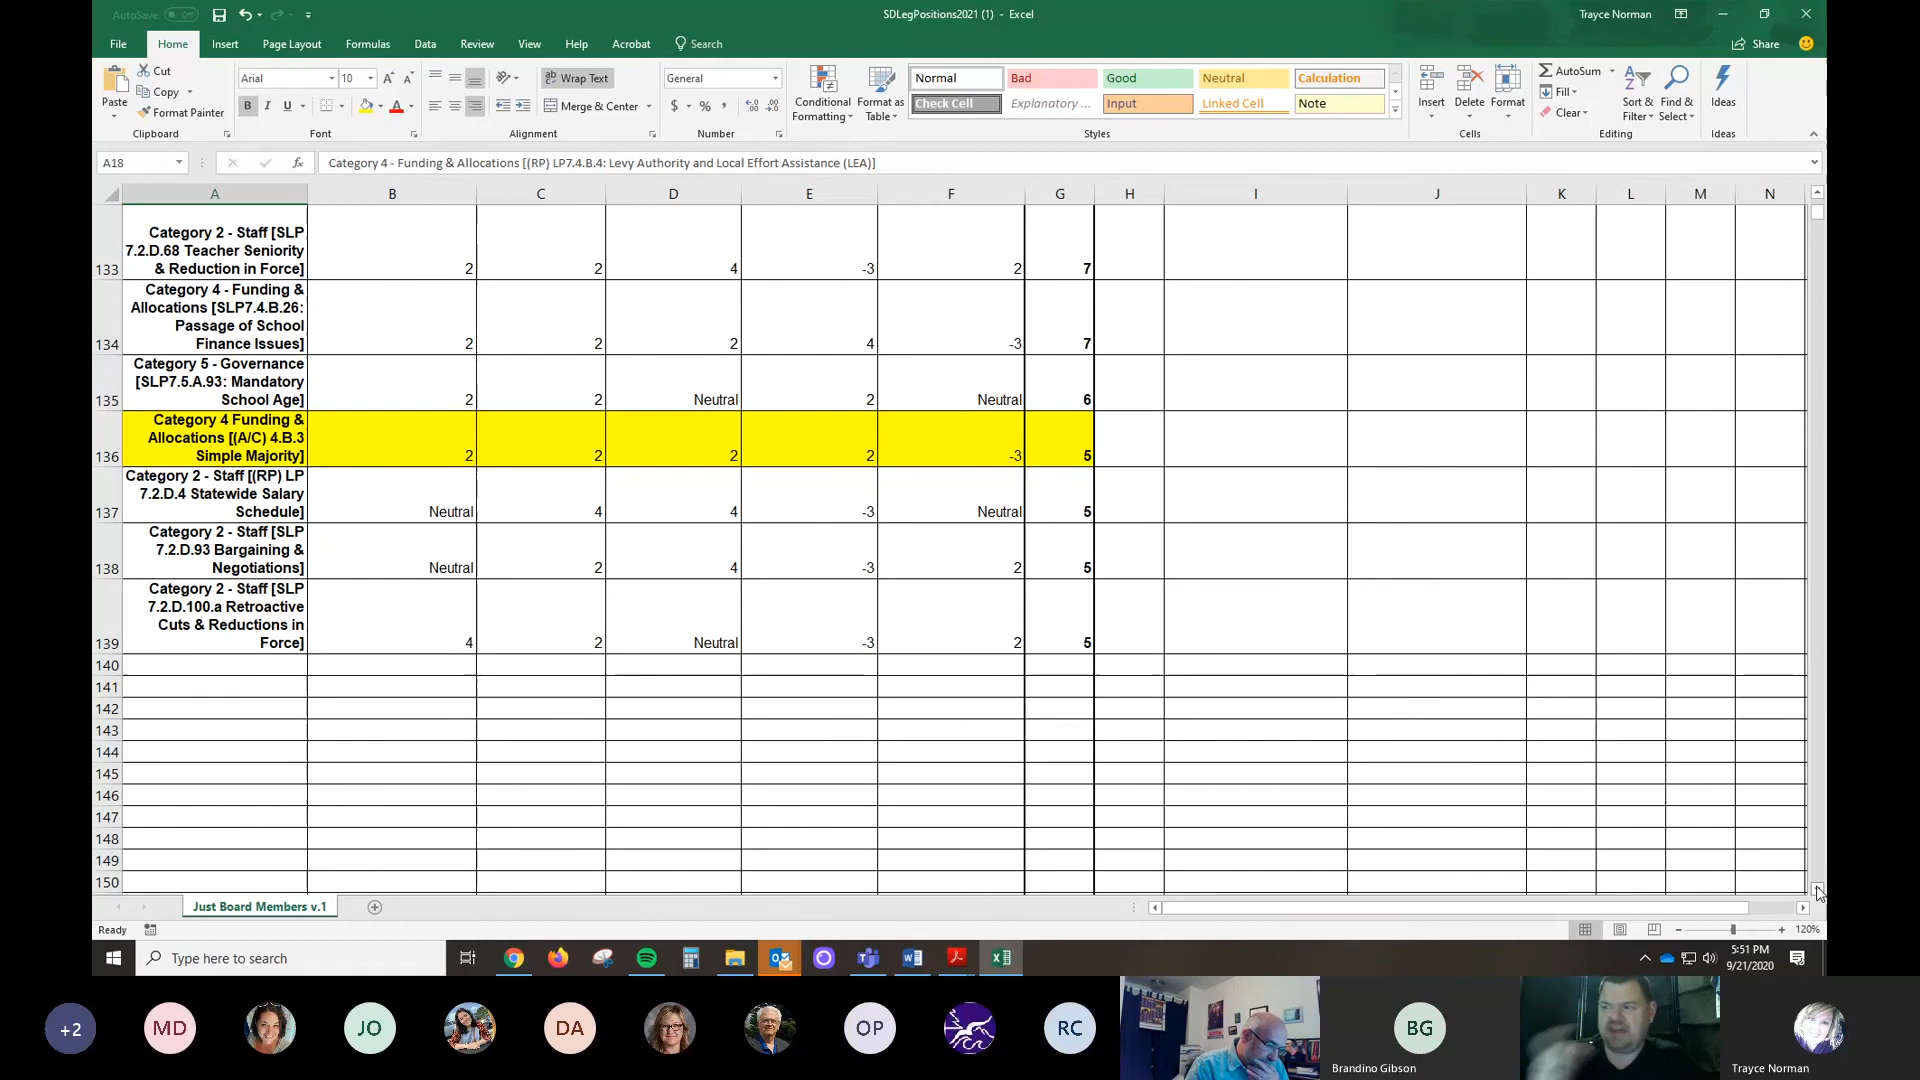 AutoSave Off
SDLegPositions2021 (1) - Excel
Trayce Norman
File Home Insert Page Layout Formulas Data Review View Help Acrobat Search
Share
Paste
Cut
Copy
Format Painter
Clipboard
Arial 10
B I U
Font
Wrap Text
Merge & Center
Alignment
General
$ % ,
Number
Conditional Formatting
Format as Table
Normal Bad Good Neutral Calculation
Check Cell Explanatory ... Input Linked Cell Note
Styles
Insert Delete Format
Cells
AutoSum
Fill
Clear
Sort & Filter
Find & Select
Editing
Ideas
Ideas
A18
fx
Category 4 - Funding & Allocations [(RP) LP7.4.B.4: Levy Authority and Local Effort Assistance (LEA)]
A B C D E F G H I J K L M N
Category 2 - Staff [SLP
7.2.D.68 Teacher Seniority
133 & Reduction in Force] 2 2 4 -3 2 7
Category 4 - Funding &
Allocations [SLP7.4.B.26:
Passage of School
134 Finance Issues] 2 2 2 4 -3 7
Category 5 - Governance
[SLP7.5.A.93: Mandatory
135 School Age] 2 2 Neutral 2 Neutral 6
Category 4 Funding &
Allocations [(A/C) 4.B.3
136 Simple Majority] 2 2 2 2 -3 5
Category 2 - Staff [(RP) LP
7.2.D.4 Statewide Salary
137 Schedule] Neutral 4 4 -3 Neutral 5
Category 2 - Staff [SLP
7.2.D.93 Bargaining &
138 Negotiations] Neutral 2 4 -3 2 5
Category 2 - Staff [SLP
7.2.D.100.a Retroactive
Cuts & Reductions in
139 Force] 4 2 Neutral -3 2 5
140
141
142
143
144
145
146
147
148
149
150
Just Board Members v.1
Ready
120%
Type here to search
5:51 PM
9/21/2020
+2 MD JO DA OP RC BG
Brandino Gibson
Trayce Norman